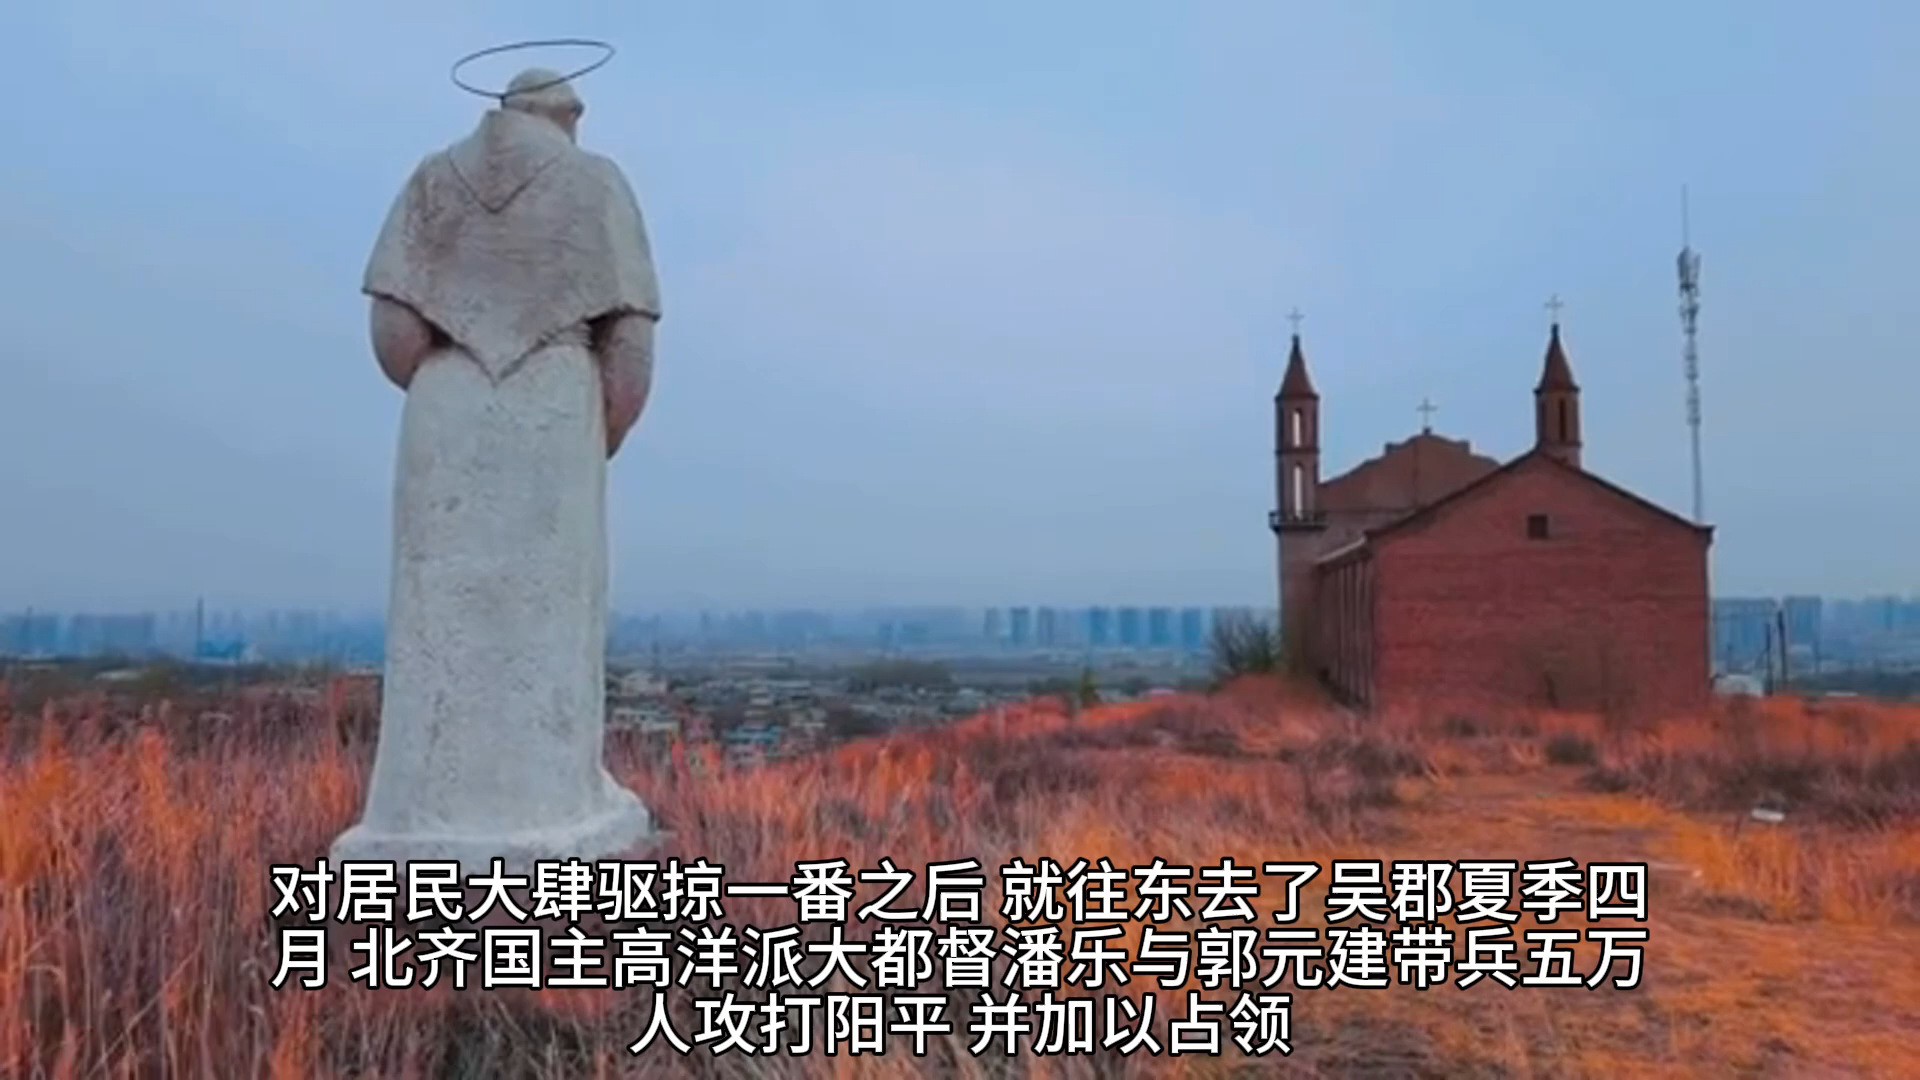 对居民大肆驱掠一番之后 就往东去了吴郡夏季四
月 北齐国主高洋派大都督潘乐与郭元建带兵五万
人攻打阳平 并加以占领